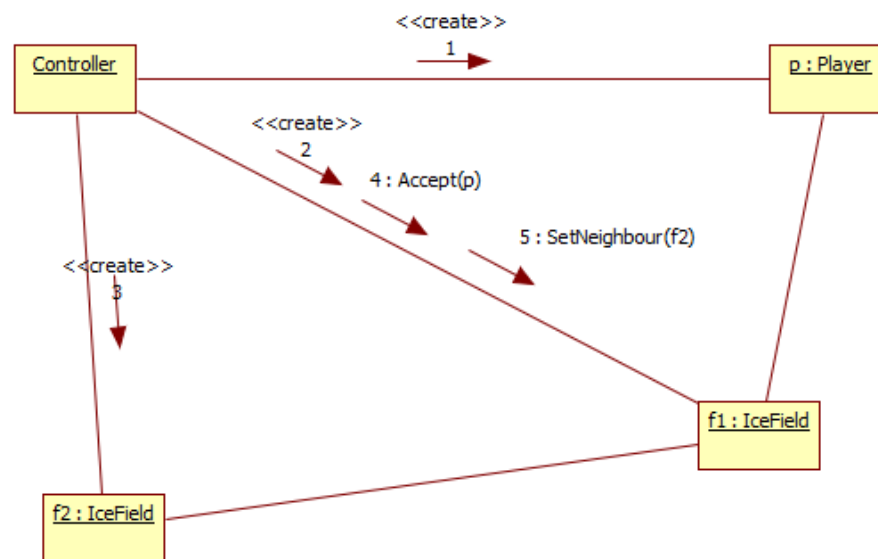 <<create>>
1
Controller
p : Player
<<create>>
2
4 : Accept(p)
5 : SetNeighbour(f2)
<<create>>
3
f1 : IceField
f2 : IceField